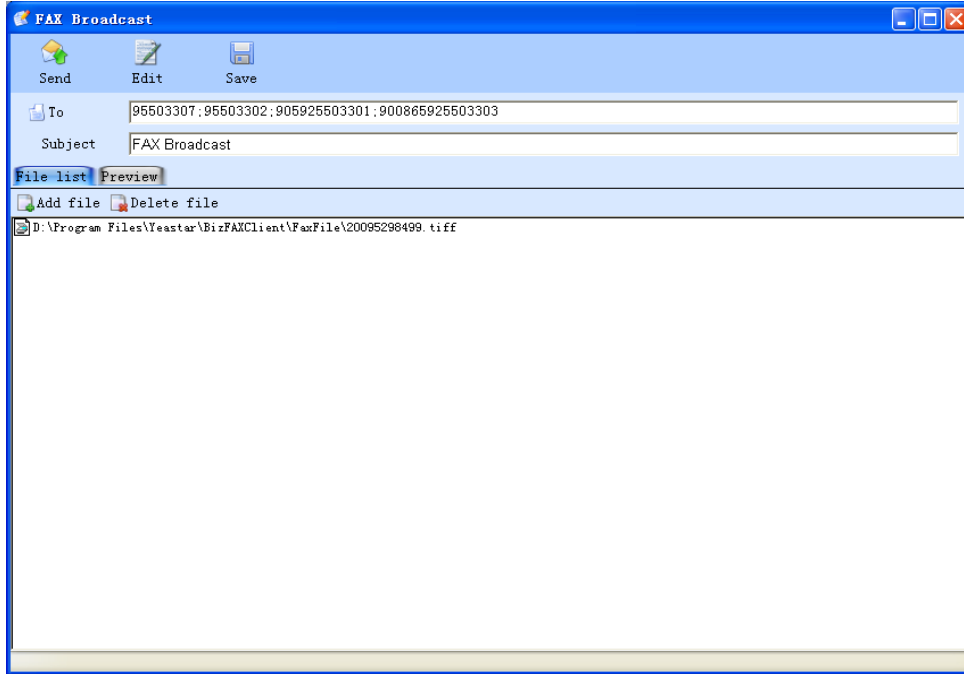 FAX Broadcast
Send Edit Save
To 95503307;95503302;905925503301;900865925503303
Subject FAX Broadcast
File list Preview
Add file Delete file
D:\Program Files\Yeastar\BizFAXClient\FaxFile\20095298499.tiff